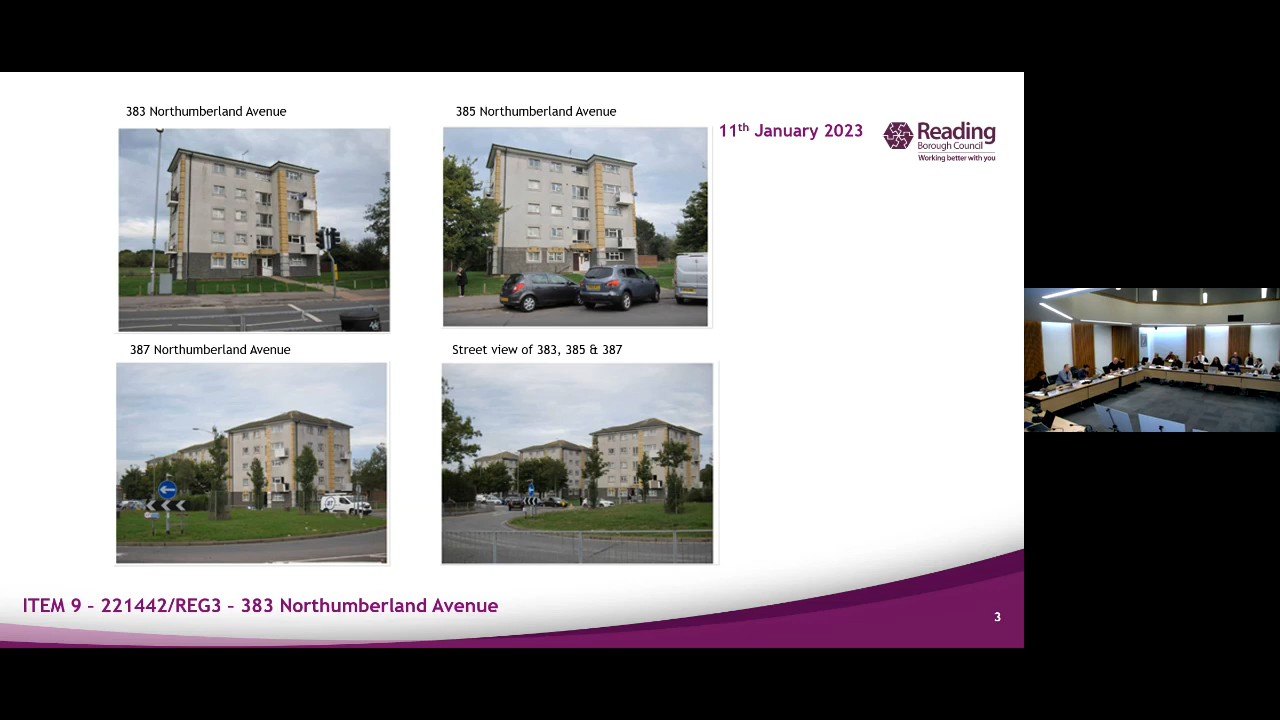 383 Northumberland Avenue
385 Northumberland Avenue
11th January 2023
Reading
Borough Council
Working better with you
387 Northumberland Avenue
Street view of 383, 385 & 387
ITEM 9 – 221442/REG3 – 383 Northumberland Avenue
3